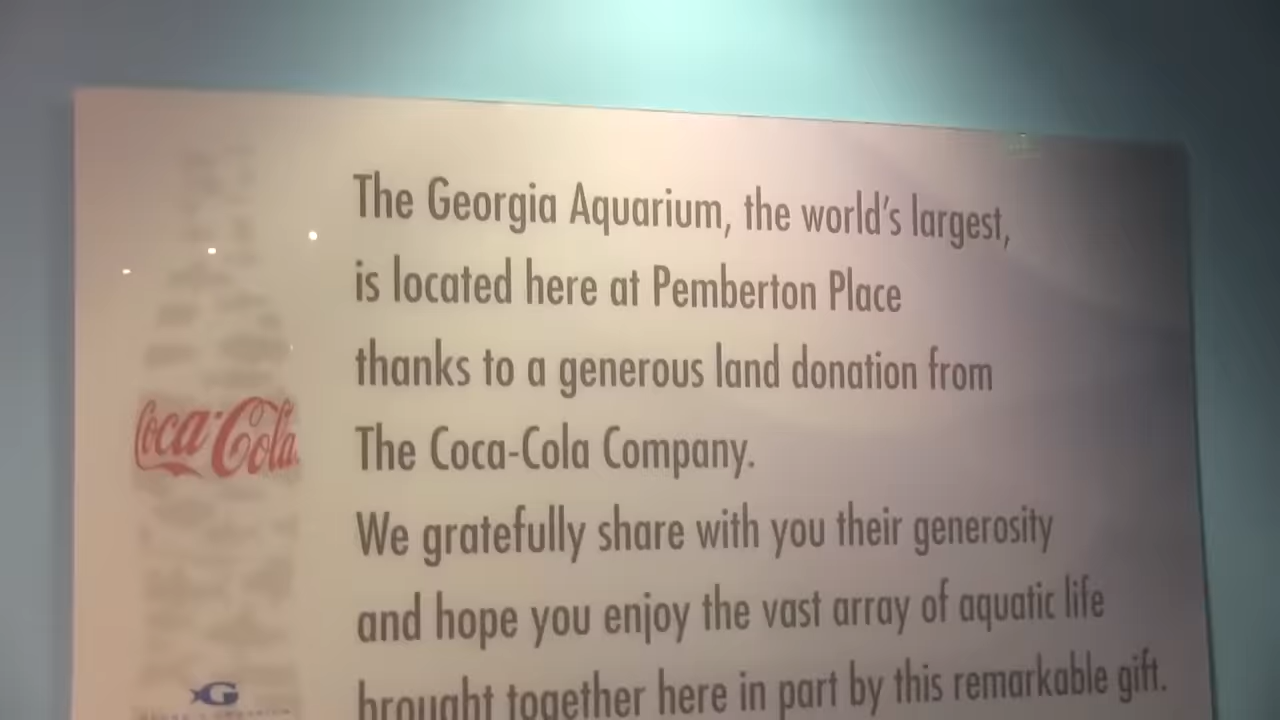 The Georgia Aquarium, the world's largest,
is located here at Pemberton Place
thanks to a generous land donation from
The Coca-Cola Company.
We gratefully share with you their generosity
and hope you enjoy the vast array of aquatic life
brought together here in part by this remarkable gift.
Coca-Cola
G